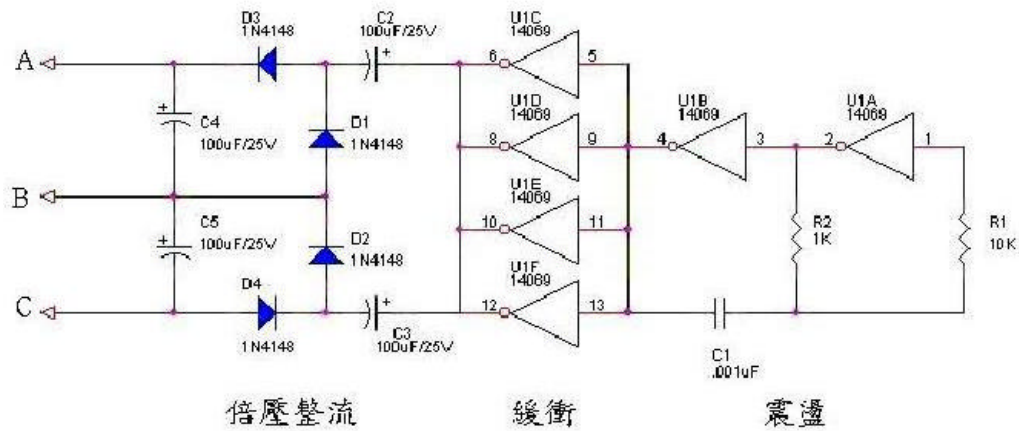 D3
1N4148
C2
100uF/25V
U1C
14069
A
6
5
C4
100uF/25V
D1
1N4148
U1D
14069
8
9
U1B
14069
4
3
U1A
14069
2
1
B
U1E
14069
10
11
C5
100uF/25V
D2
1N4148
R2
1K
R1
10K
U1F
14069
12
13
C
D4
1N4148
C3
100uF/25V
C1
.001uF
倍壓整流
緩衝
震盪